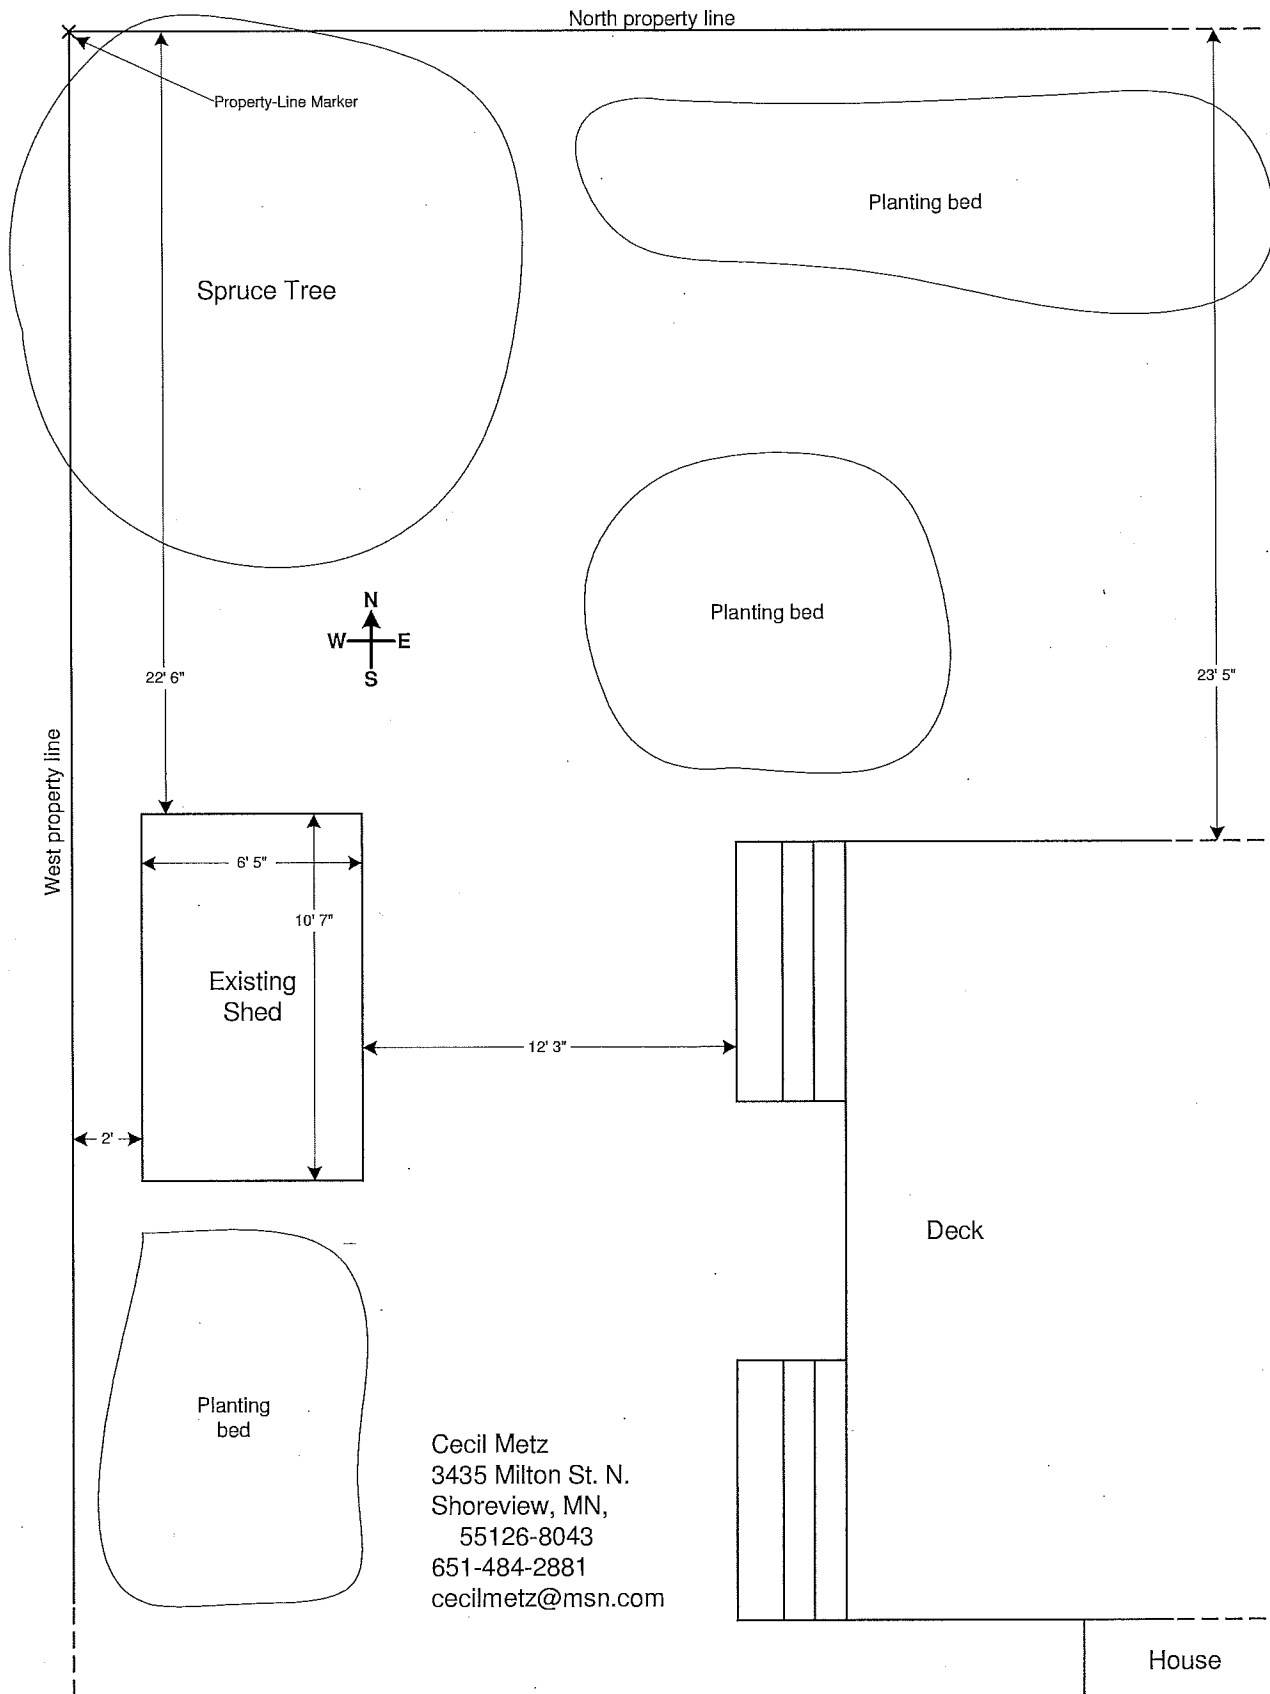 North property line
Property-Line Marker
Planting bed
Spruce Tree
Planting bed
N
W E
S
22' 6"
23' 5"
West property line
6' 5"
10' 7"
Existing
Shed
12' 3"
2'
Deck
Planting
bed
Cecil Metz
3435 Milton St. N.
Shoreview, MN,
55126-8043
651-484-2881
cecilmetz@msn.com
House